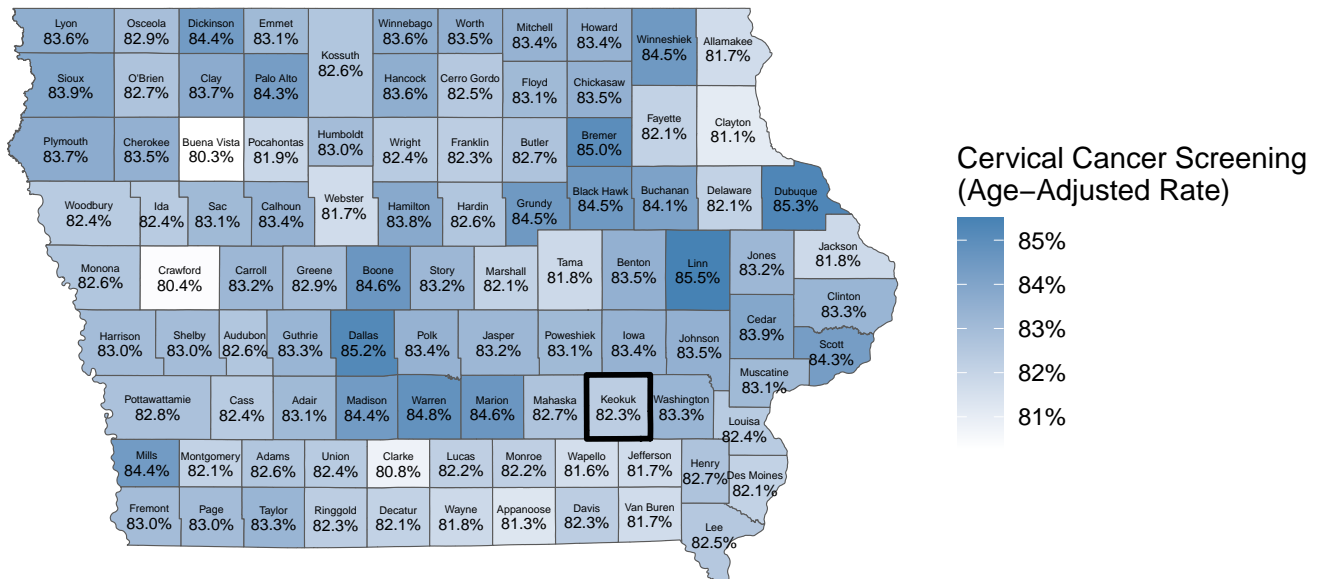 Lyon
83.6%
Osceola
82.9%
Dickinson
84.4%
Emmet
83.1%
Kossuth
82.6%
Winnebago
83.6%
Worth
83.5%
Mitchell
83.4%
Howard
83.4%
Winneshiek
84.5%
Allamakee
81.7%
Sioux
83.9%
O'Brien
82.7%
Clay
83.7%
Palo Alto
84.3%
Hancock
83.6%
Cerro Gordo
82.5%
Floyd
83.1%
Chickasaw
83.5%
Fayette
82.1%
Clayton
81.1%
Plymouth
83.7%
Cherokee
83.5%
Buena Vista
80.3%
Pocahontas
81.9%
Humboldt
83.0%
Wright
82.4%
Franklin
82.3%
Butler
82.7%
Bremer
85.0%
Woodbury
82.4%
Ida
82.4%
Sac
83.1%
Calhoun
83.4%
Webster
81.7%
Hamilton
83.8%
Hardin
82.6%
Grundy
84.5%
Black Hawk
84.5%
Buchanan
84.1%
Delaware
82.1%
Dubuque
85.3%
Monona
82.6%
Crawford
80.4%
Carroll
83.2%
Greene
82.9%
Boone
84.6%
Story
83.2%
Marshall
82.1%
Tama
81.8%
Benton
83.5%
Linn
85.5%
Jones
83.2%
Jackson
81.8%
Clinton
83.3%
Harrison
83.0%
Shelby
83.0%
Audubon
82.6%
Guthrie
83.3%
Dallas
85.2%
Polk
83.4%
Jasper
83.2%
Poweshiek
83.1%
Iowa
83.4%
Johnson
83.5%
Cedar
83.9%
Scott
84.3%
Muscatine
83.1%
Pottawattamie
82.8%
Cass
82.4%
Adair
83.1%
Madison
84.4%
Warren
84.8%
Marion
84.6%
Mahaska
82.7%
Keokuk
82.3%
Washington
83.3%
Louisa
82.4%
Mills
84.4%
Montgomery
82.1%
Adams
82.6%
Union
82.4%
Clarke
80.8%
Lucas
82.2%
Monroe
82.2%
Wapello
81.6%
Jefferson
81.7%
Henry
82.7%
Des Moines
82.1%
Fremont
83.0%
Page
83.0%
Taylor
83.3%
Ringgold
82.3%
Decatur
82.1%
Wayne
81.8%
Appanoose
81.3%
Davis
82.3%
Van Buren
81.7%
Lee
82.5%
Cervical Cancer Screening
(Age−Adjusted Rate)
85%
84%
83%
82%
81%